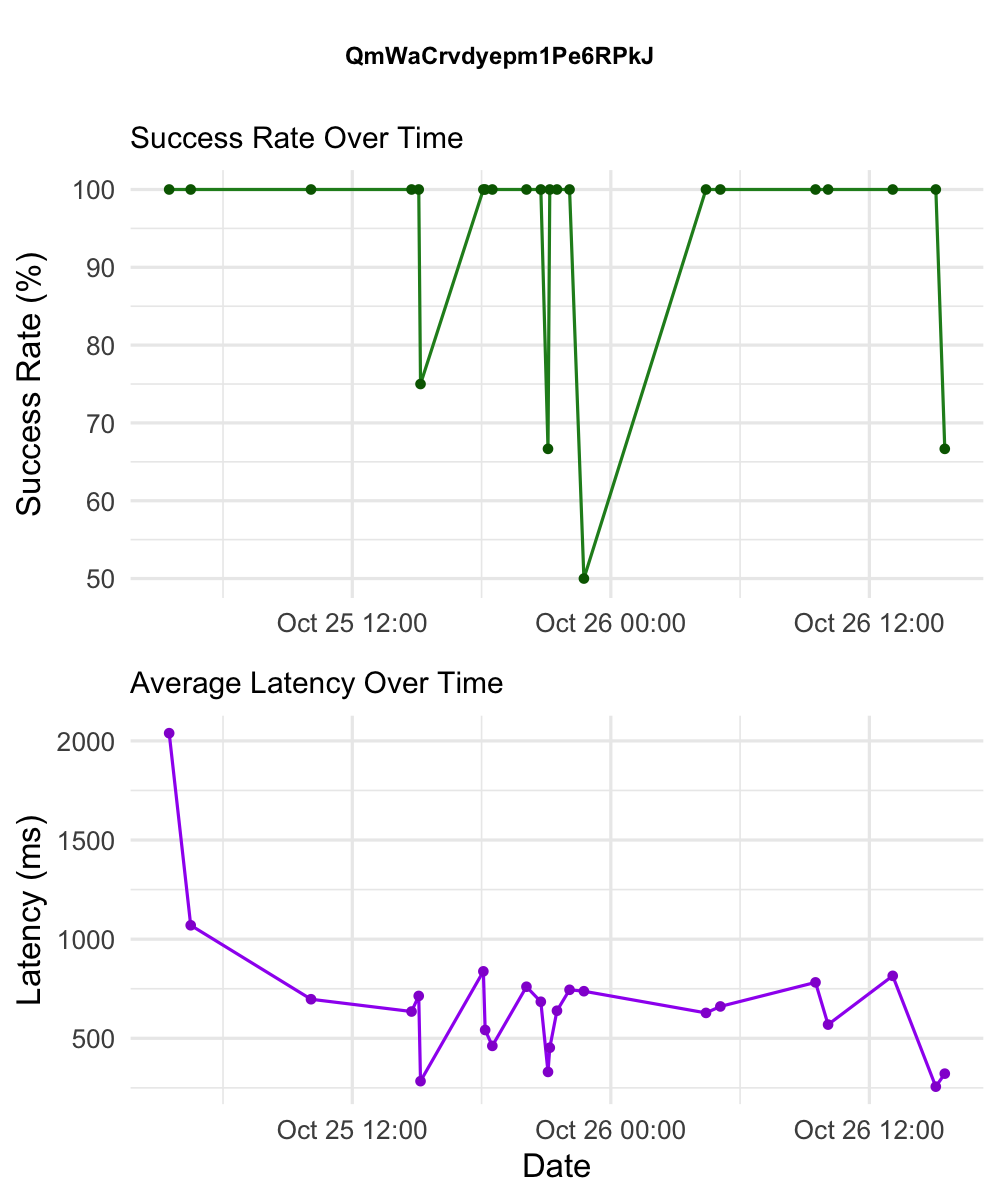 QmWaCrvdyepm1Pe6RPkJ
Success Rate Over Time
Success Rate (%)
100
90
80
70
60
50
Oct 25 12:00 Oct 26 00:00 Oct 26 12:00
Average Latency Over Time
Latency (ms)
2000
1500
1000
500
Oct 25 12:00 Oct 26 00:00 Oct 26 12:00
Date